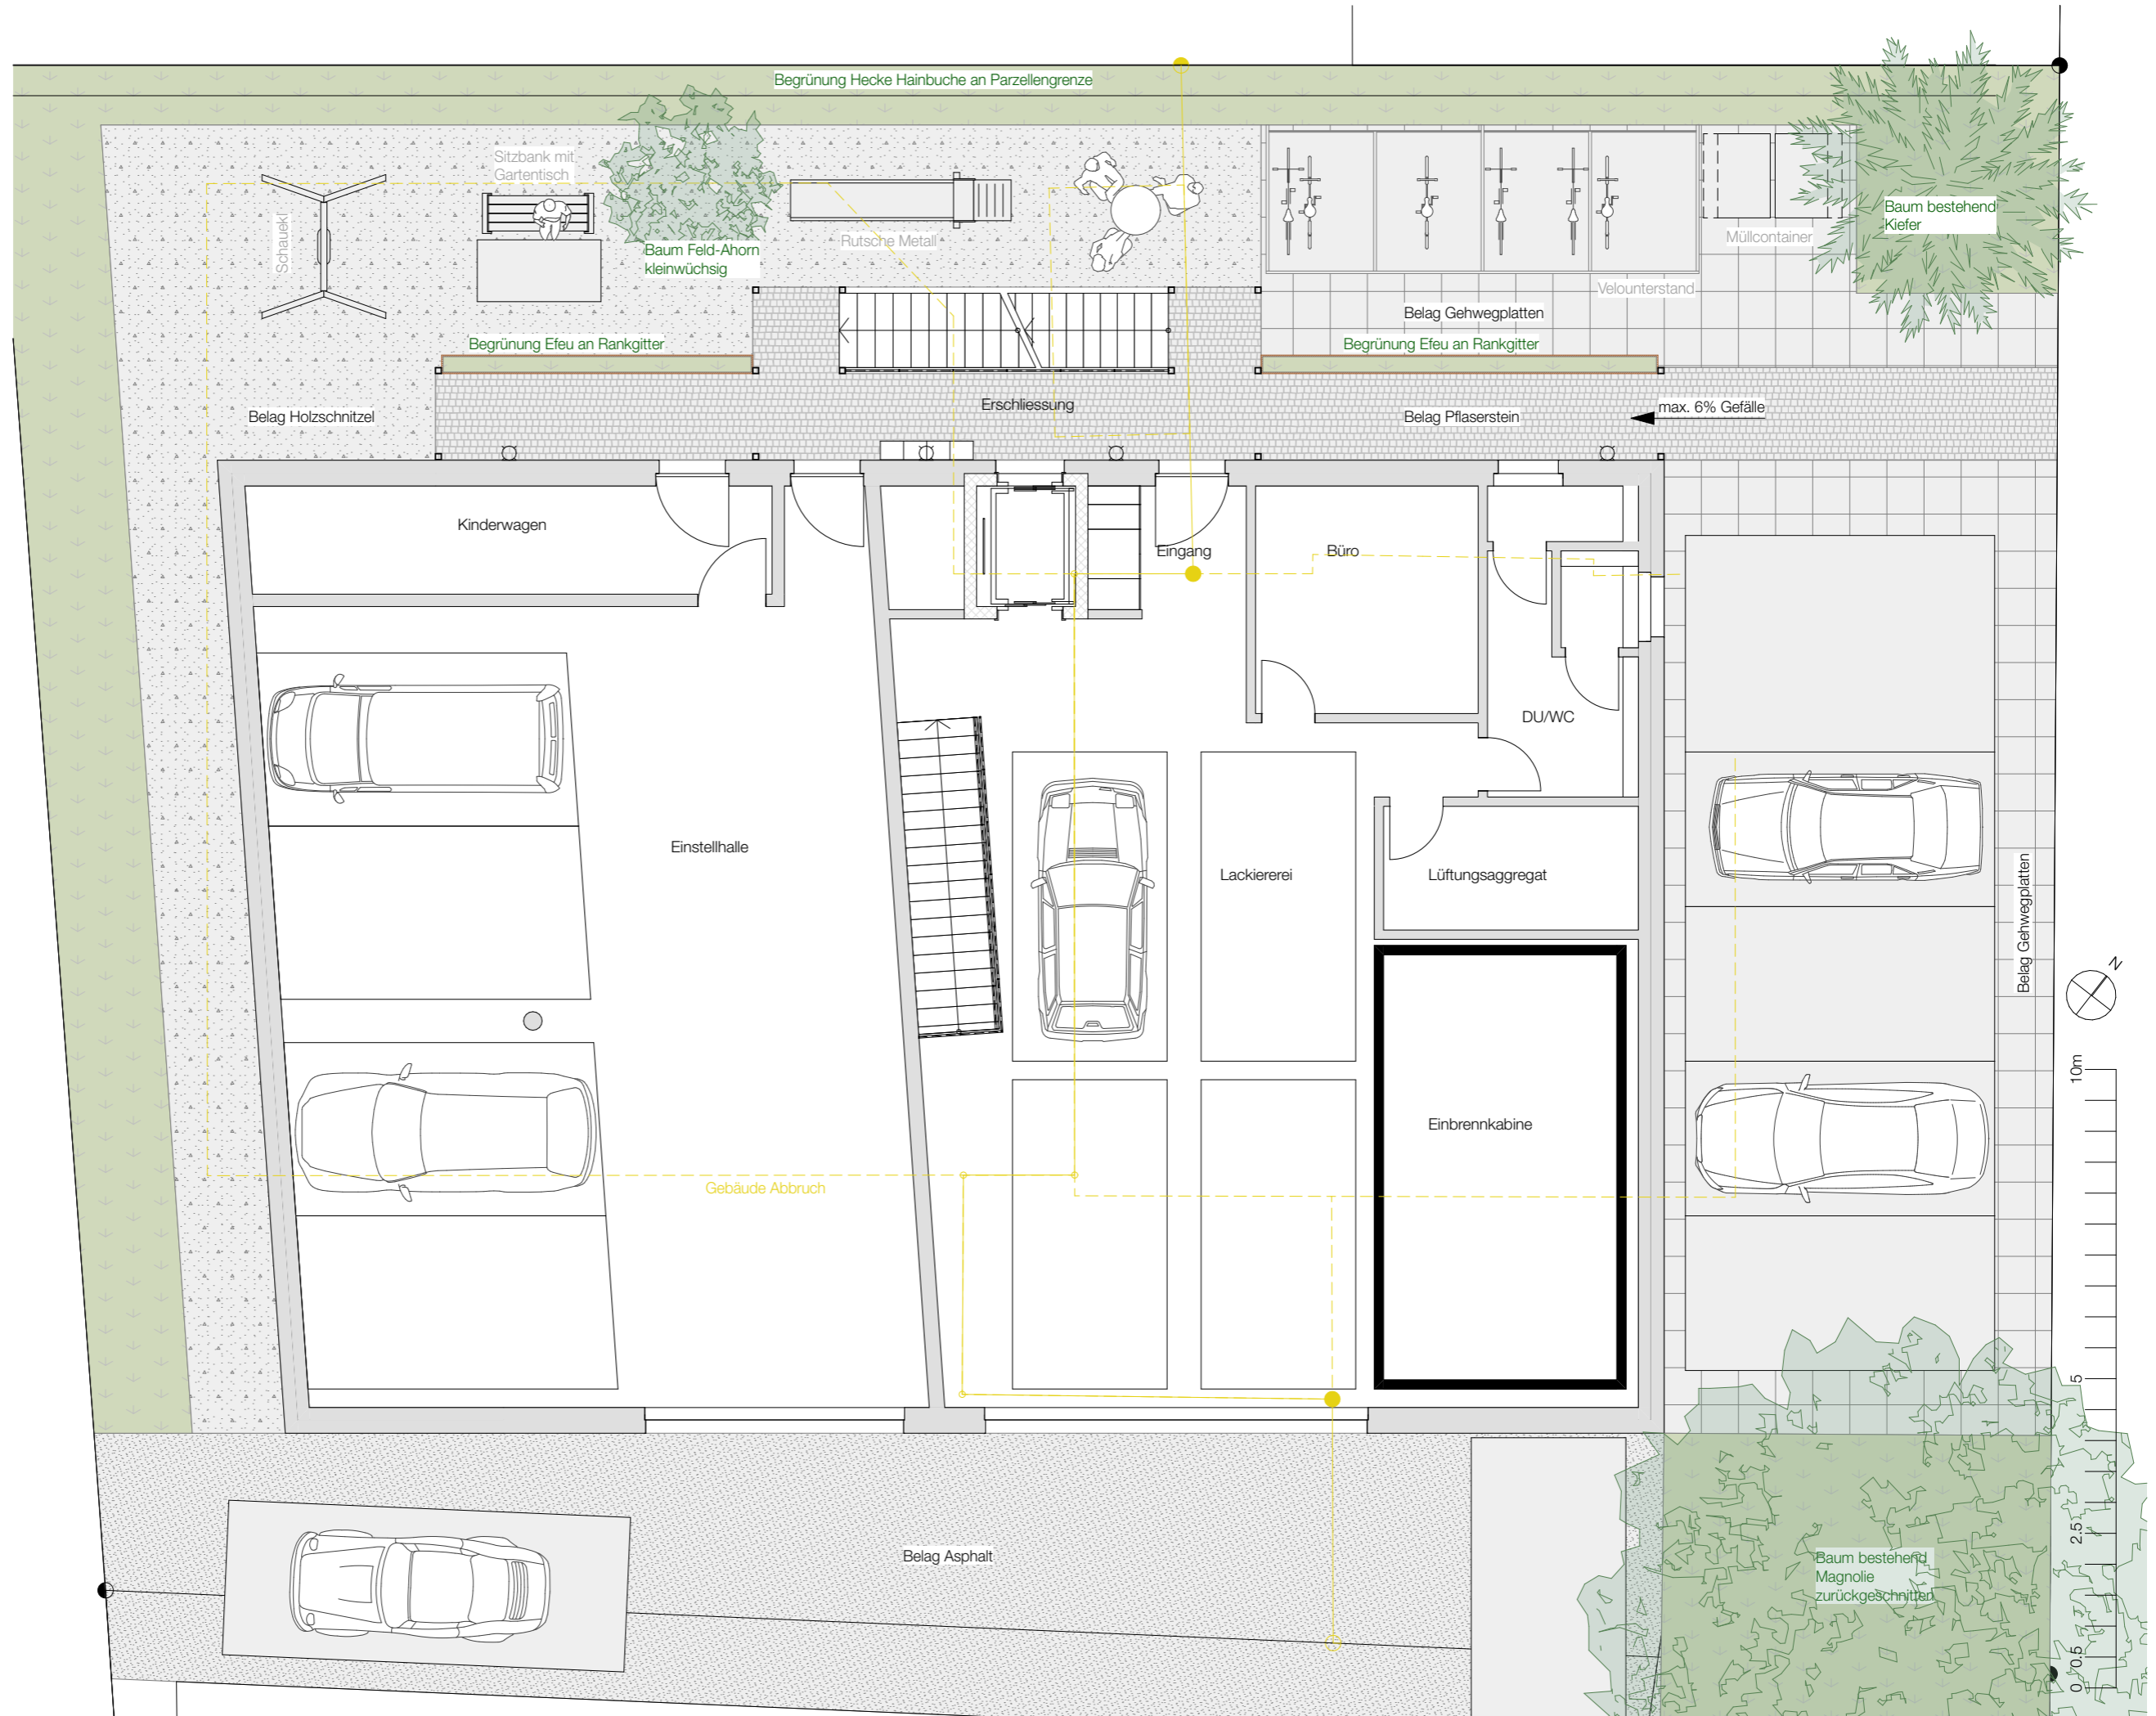 Begrünung Hecke Hainbuche an Parzellengrenze
Sitzbank mit
Gartentisch
Schaukel
Baum Feld-Ahorn
kleinwüchsig
Rutsche Metall
Baum bestehend
Kiefer
Müllcontainer
Velounterstand
Belag Gehwegplatten
Begrünung Efeu an Rankgitter
Begrünung Efeu an Rankgitter
Belag Holzschnitzel
Erschliessung
Belag Pflaserstein
max. 6% Gefälle
Kinderwagen
Eingang
Büro
DU/WC
Einstellhalle
Lackiererei
Lüftungsaggregat
Belag Gehwegplatten
N
Einbrennkabine
Gebäude Abbruch
Belag Asphalt
Baum bestehend
Magnolie
zurückgeschnitten
10m
5
2.5
0.5
0